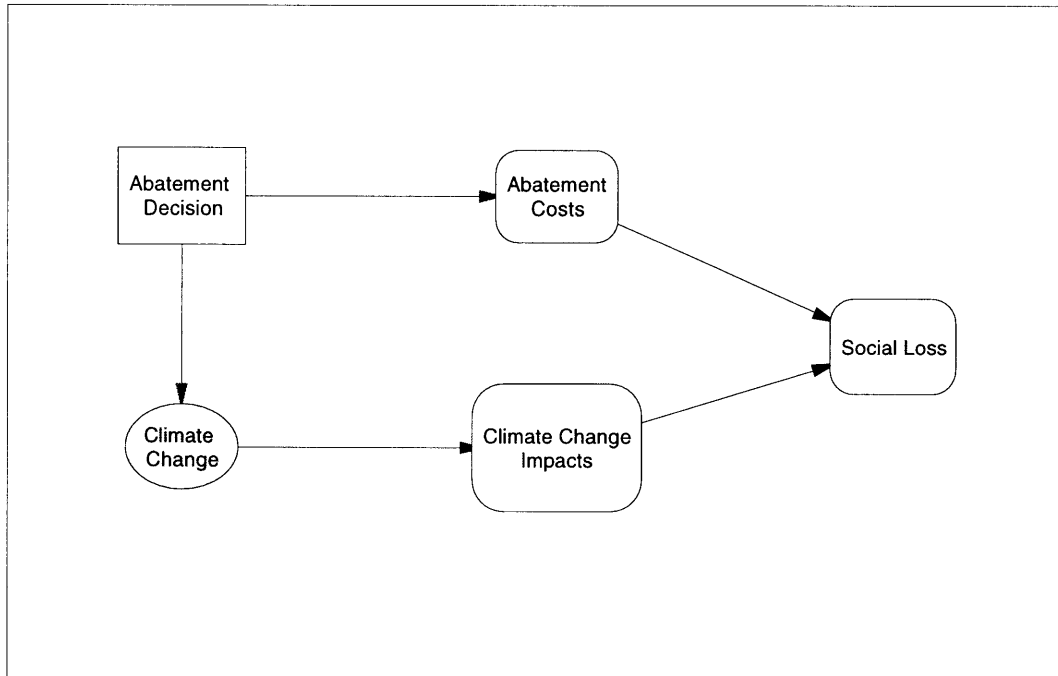 Abatement
Decision
Abatement
Costs
Social Loss
Climate
Change
Climate Change
Impacts